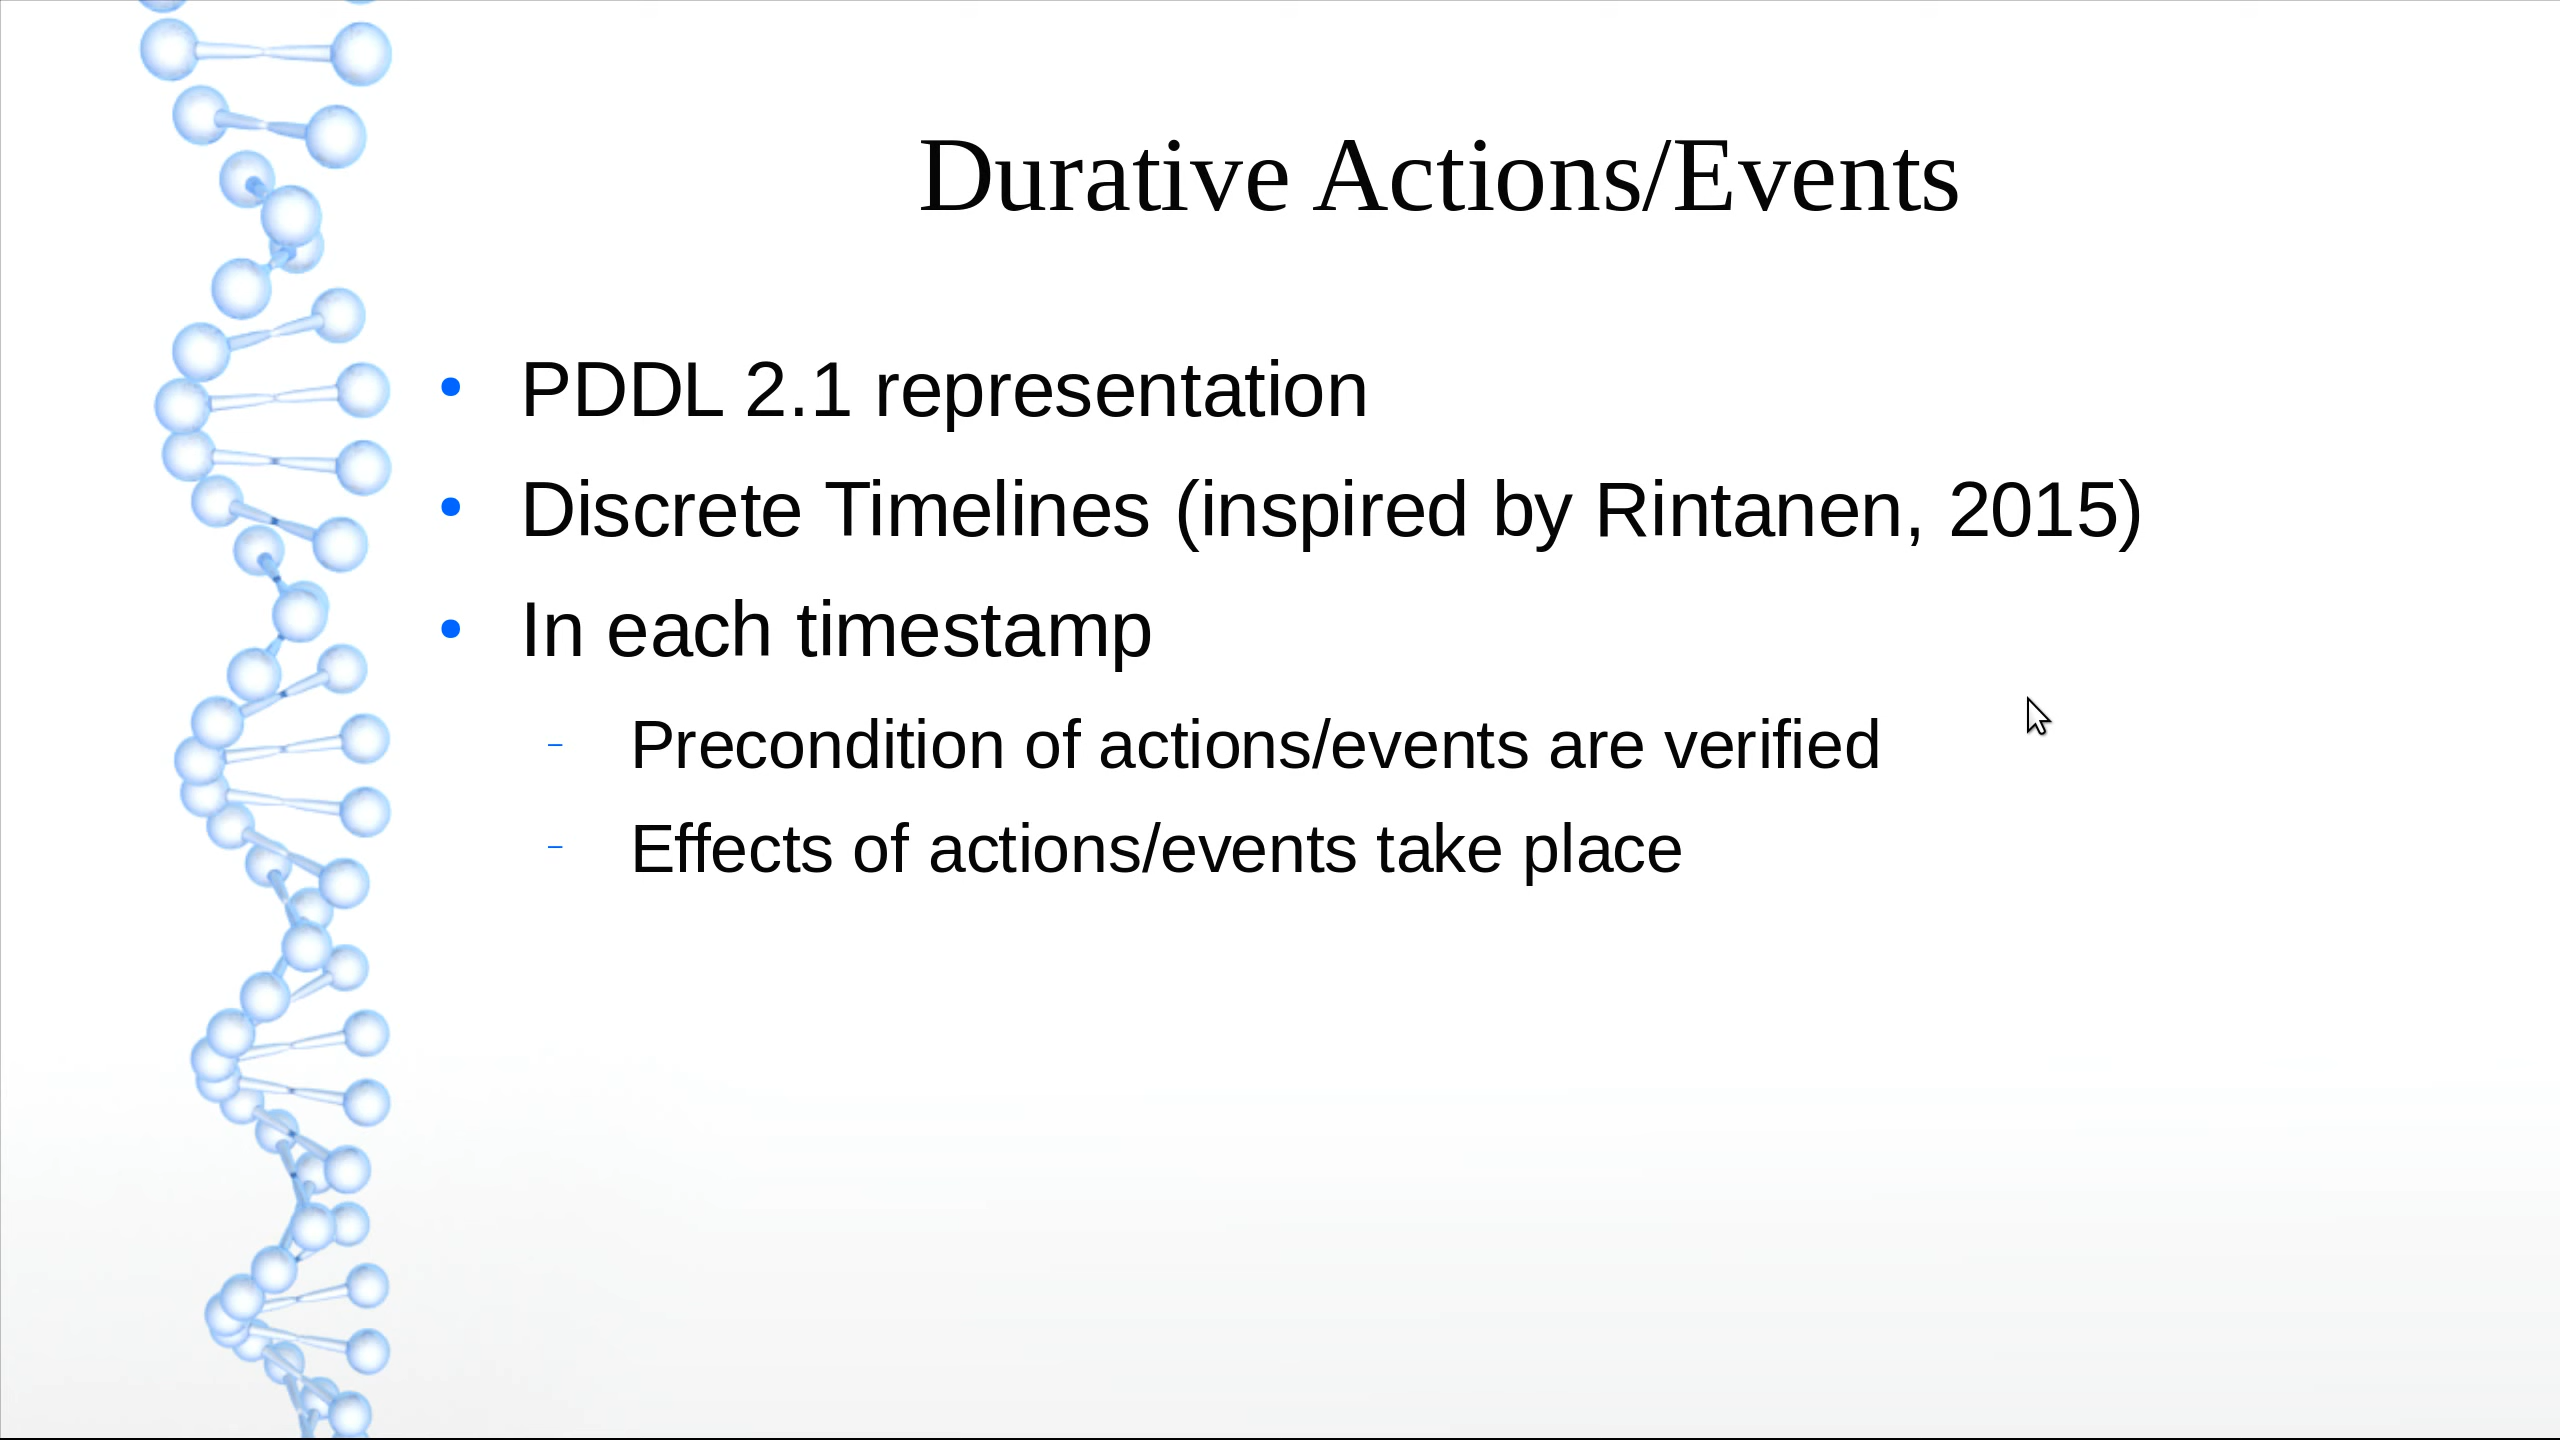 Durative Actions/Events
• PDDL 2.1 representation
• Discrete Timelines (inspired by Rintanen, 2015)
• In each timestamp
– Precondition of actions/events are verified
– Effects of actions/events take place